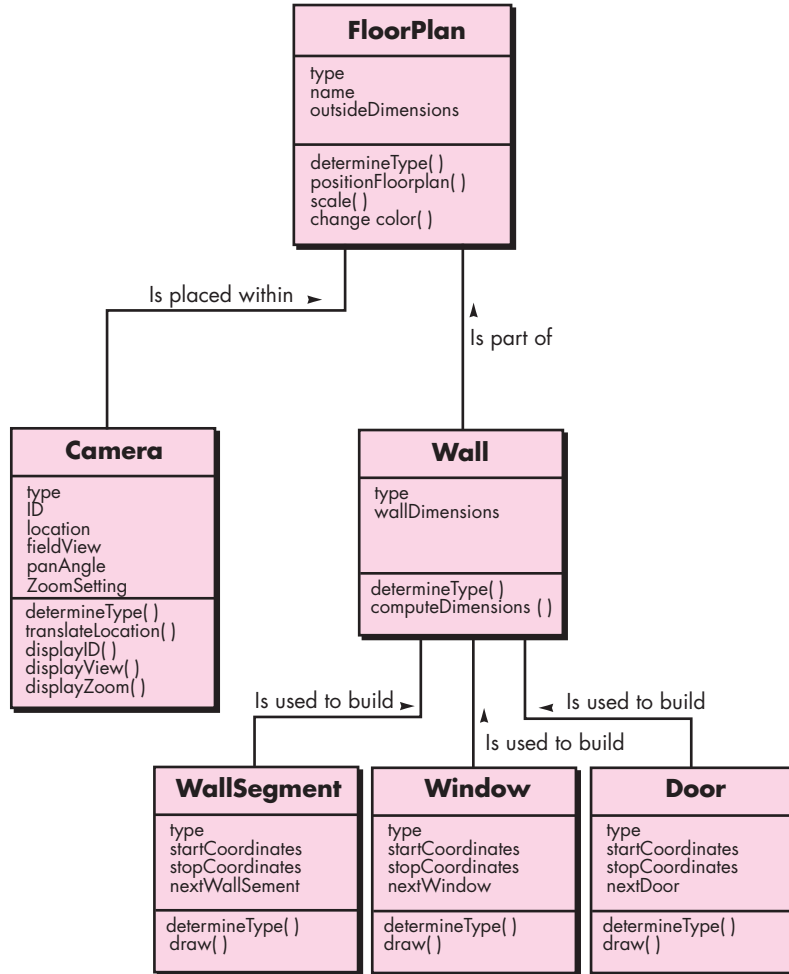 FloorPlan
type
name
outsideDimensions
determineType( )
positionFloorplan( )
scale( )
change color( )
Is placed within
Is part of
Camera
type
ID
location
fieldView
panAngle
ZoomSetting
determineType( )
translateLocation( )
displayID( )
displayView( )
displayZoom( )
Wall
type
wallDimensions
determineType( )
computeDimensions ( )
Is used to build
Is used to build
Is used to build
WallSegment
type
startCoordinates
stopCoordinates
nextWallSement
determineType( )
draw( )
Window
type
startCoordinates
stopCoordinates
nextWindow
determineType( )
draw( )
Door
type
startCoordinates
stopCoordinates
nextDoor
determineType( )
draw( )